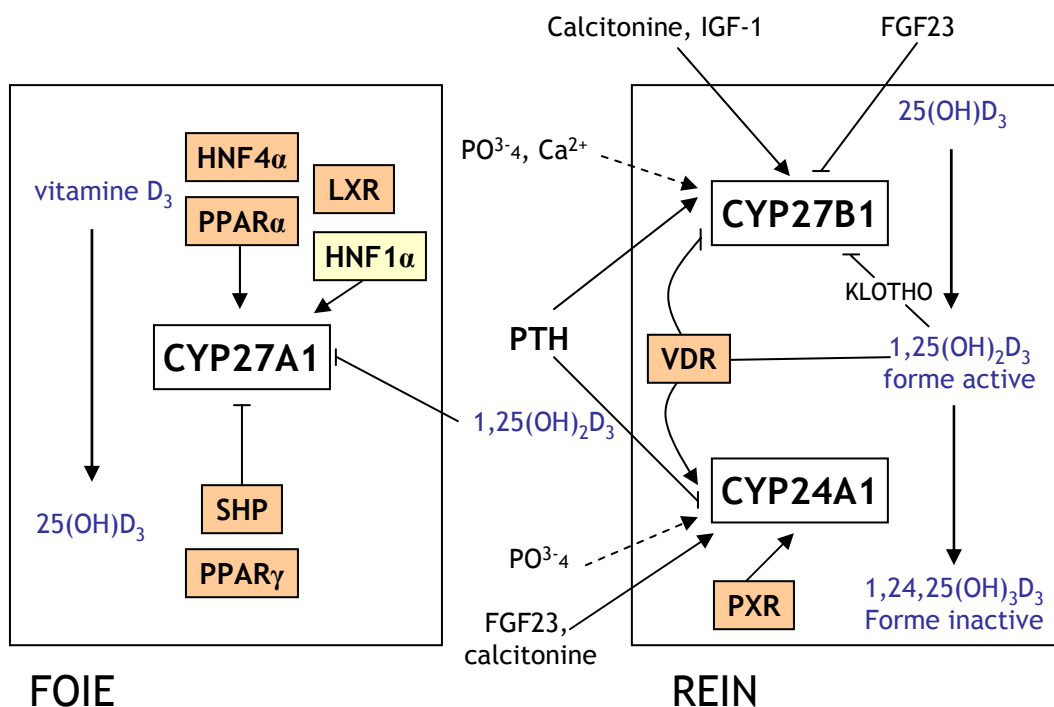 Calcitonine, IGF-1
FGF23
HNF4α
LXR
vitamine D₃
PPARα
HNF1α
CYP27A1
SHP
25(OH)D₃
PPARγ
FOIE
PO³⁻₄, Ca²⁺
25(OH)D₃
CYP27B1
KLOTHO
PTH
VDR
1,25(OH)₂D₃
forme active
1,25(OH)₂D₃
CYP24A1
PO³⁻₄
PXR
1,24,25(OH)₃D₃
Forme inactive
FGF23,
calcitonine
REIN